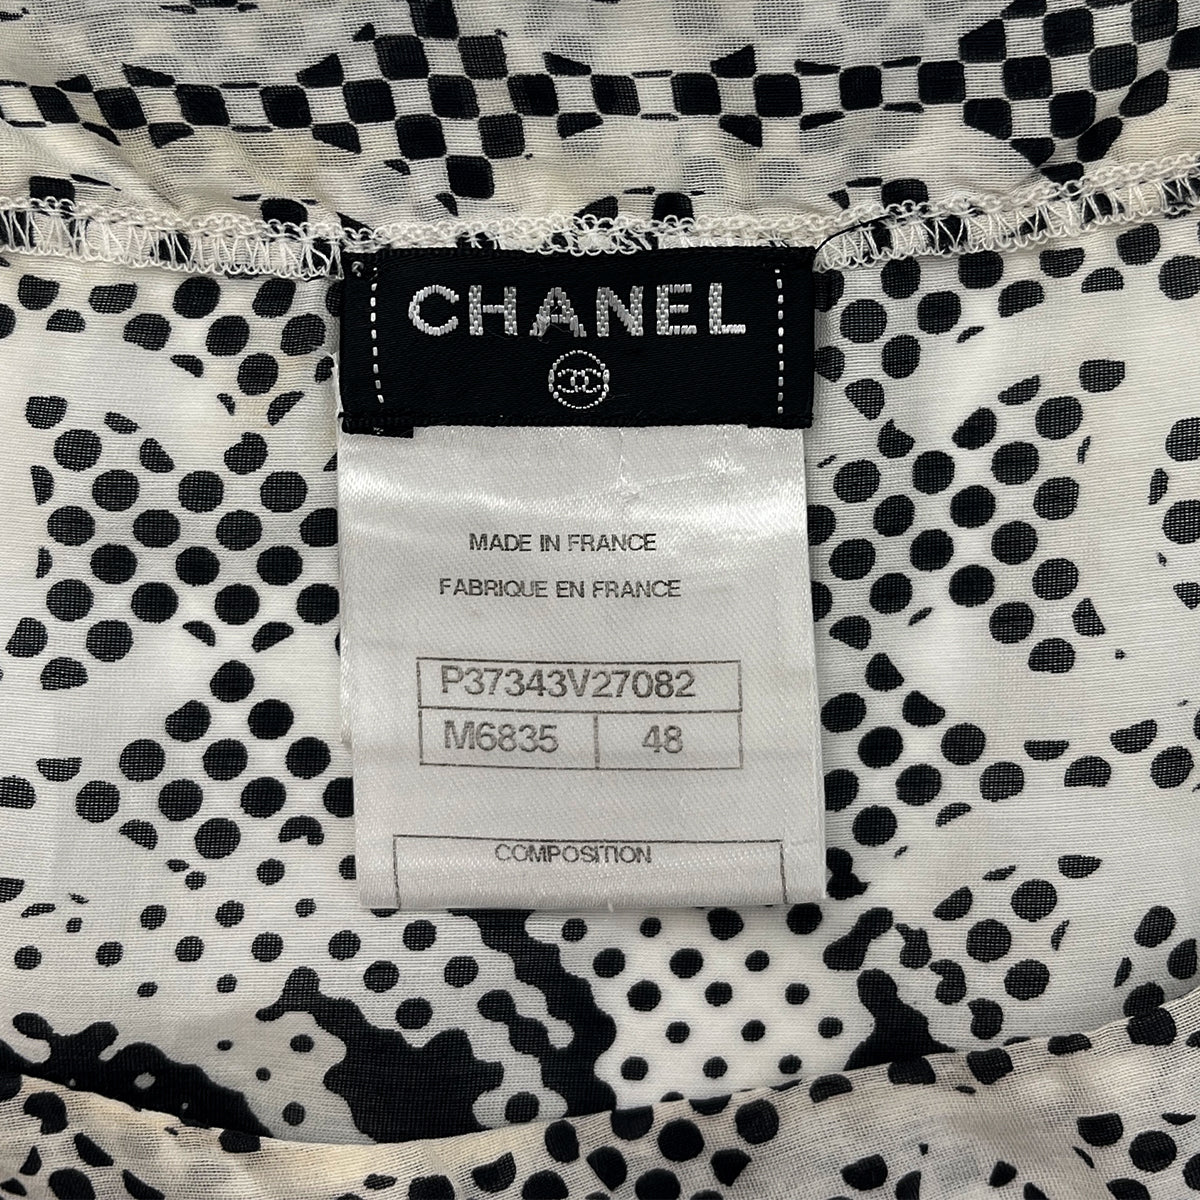 CHANEL
MADE IN FRANCE
FABRIQUE EN FRANCE
P37343V27082
M6835 48
COMPOSITION